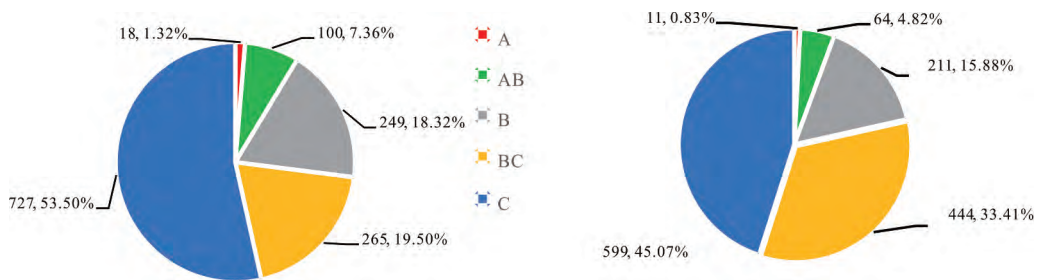 18, 1.32%
100, 7.36%
249, 18.32%
265, 19.50%
727, 53.50%
A
AB
B
BC
C
11, 0.83%
64, 4.82%
211, 15.88%
444, 33.41%
599, 45.07%